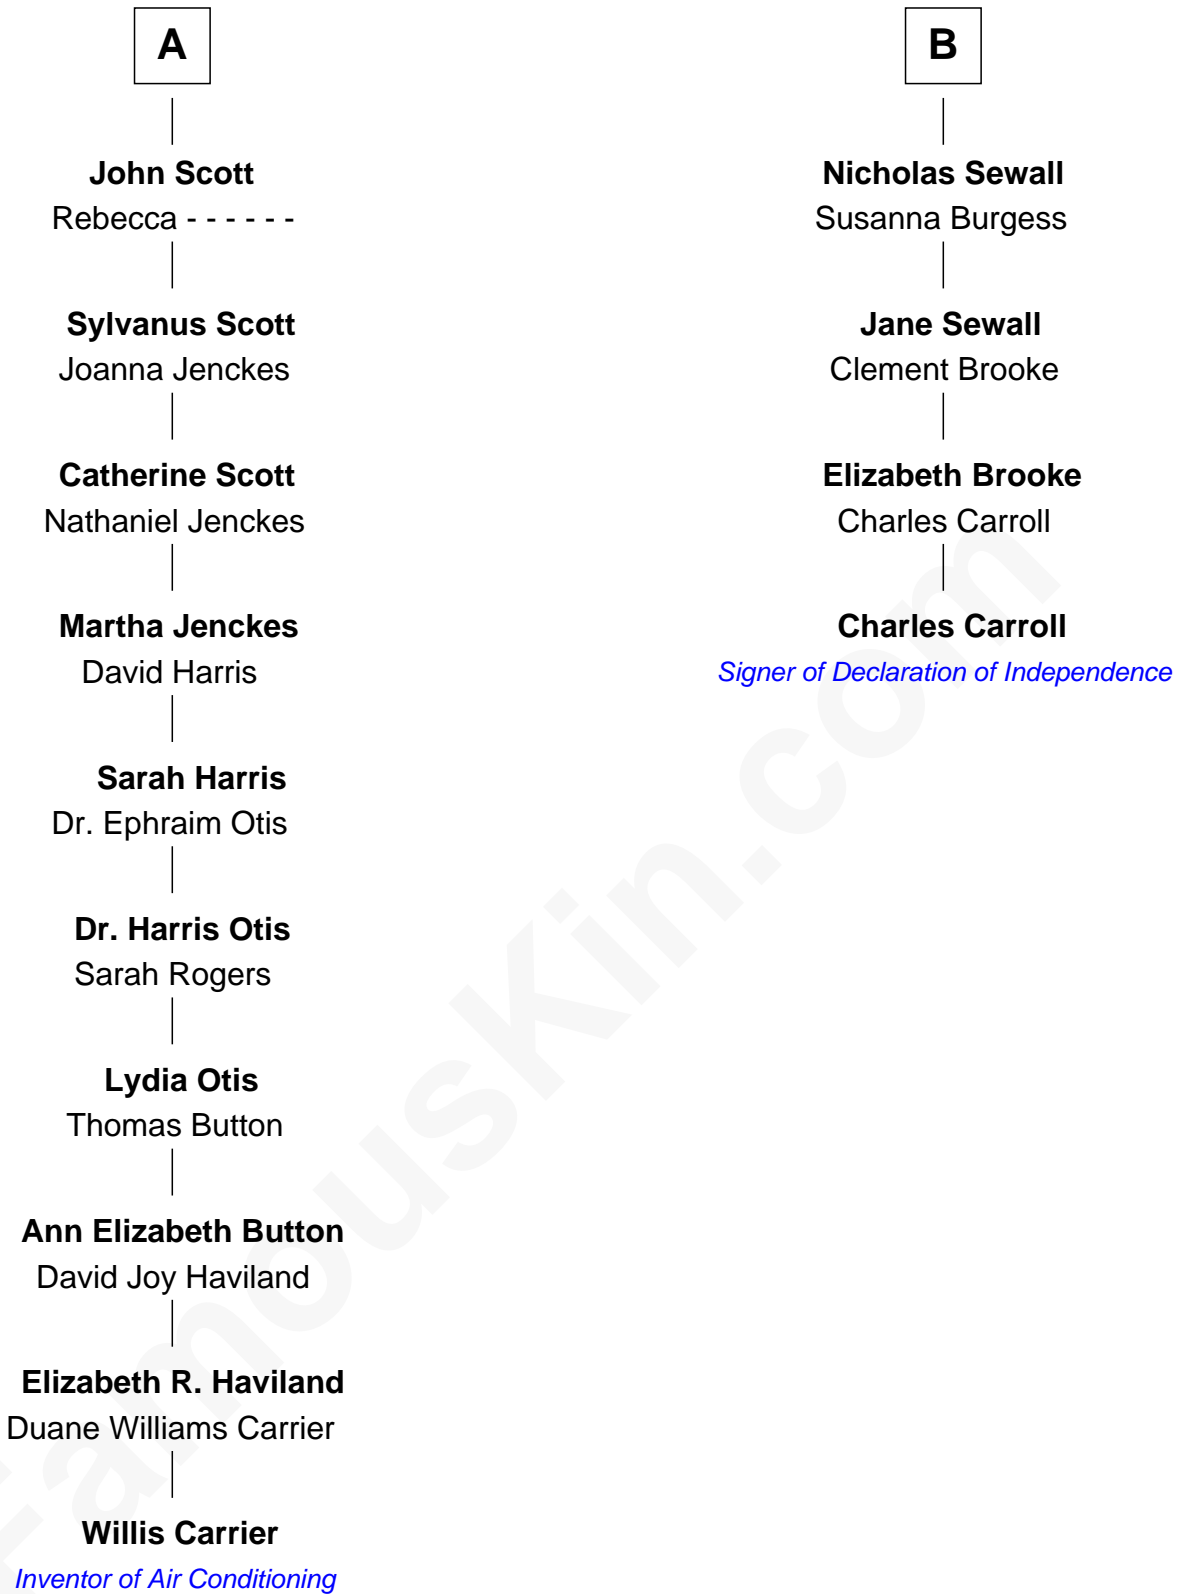 A
John Scott
Rebecca - - - - - -
Sylvanus Scott
Joanna Jenckes
Catherine Scott
Nathaniel Jenckes
Martha Jenckes
David Harris
Sarah Harris
Dr. Ephraim Otis
Dr. Harris Otis
Sarah Rogers
Lydia Otis
Thomas Button
Ann Elizabeth Button
David Joy Haviland
Elizabeth R. Haviland
Duane Williams Carrier
Willis Carrier
Inventor of Air Conditioning
B
Nicholas Sewall
Susanna Burgess
Jane Sewall
Clement Brooke
Elizabeth Brooke
Charles Carroll
Charles Carroll
Signer of Declaration of Independence
FamousKin.com